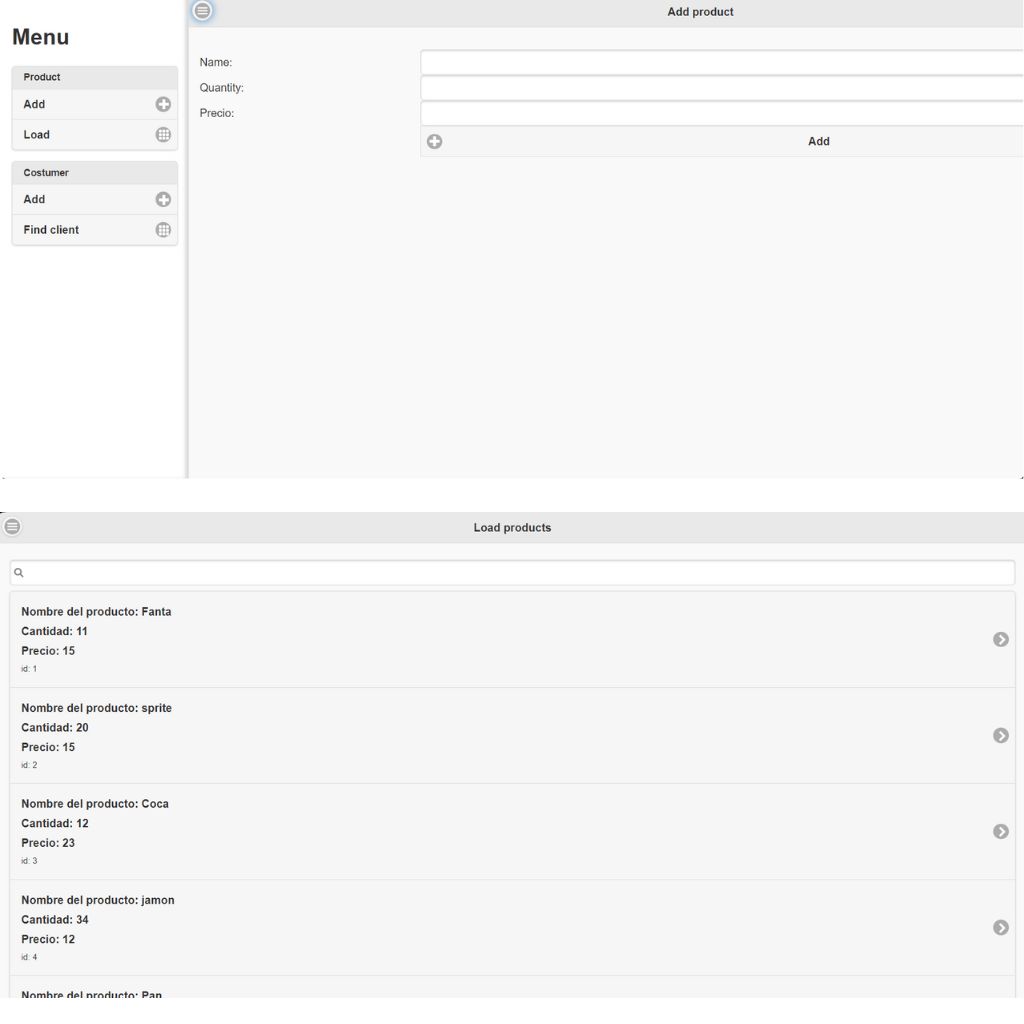 Menu
Product
Add
Load
Costumer
Add
Find client
Add product
Name:
Quantity:
Precio:
Add
Load products
Nombre del producto: Fanta
Cantidad: 11
Precio: 15
id: 1
Nombre del producto: sprite
Cantidad: 20
Precio: 15
id: 2
Nombre del producto: Coca
Cantidad: 12
Precio: 23
id: 3
Nombre del producto: jamon
Cantidad: 34
Precio: 12
id: 4
Nombre del producto: Pan